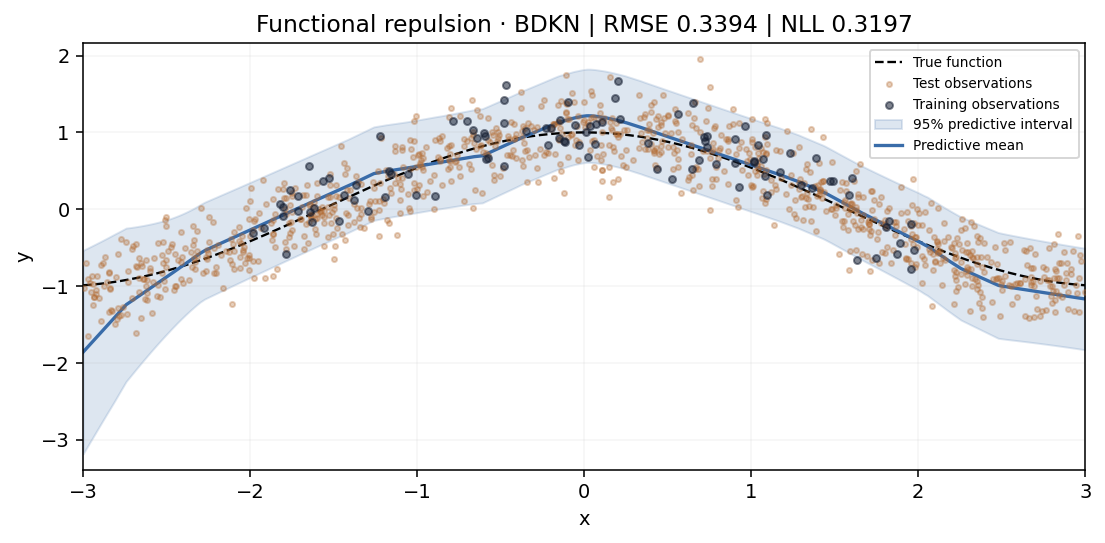 Functional repulsion · BDKN | RMSE 0.3394 | NLL 0.3197
True function
Test observations
Training observations
95% predictive interval
Predictive mean
y
2
1
0
−1
−2
−3
−3
−2
−1
0
1
2
3
x